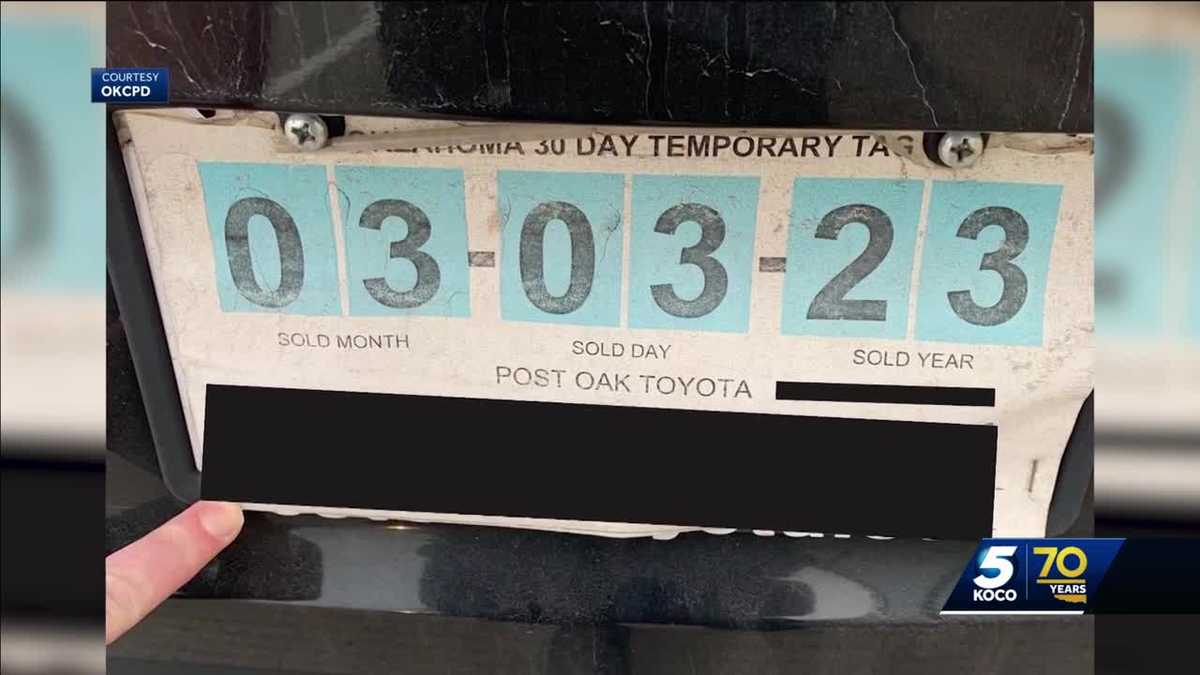 COURTESY
OKCPD
OKLAHOMA 30 DAY TEMPORARY TAG
03-03-23
SOLD MONTH SOLD DAY SOLD YEAR
POST OAK TOYOTA
5 70
KOCO YEARS